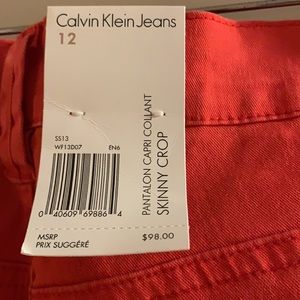 Calvin Klein Jeans
12
SS13
WF13D07
EN6
0 40609 69886 4
PANTALON CAPRI COLLANT
SKINNY CROP
MSRP
PRIX SUGGÉRÉ
$98.00